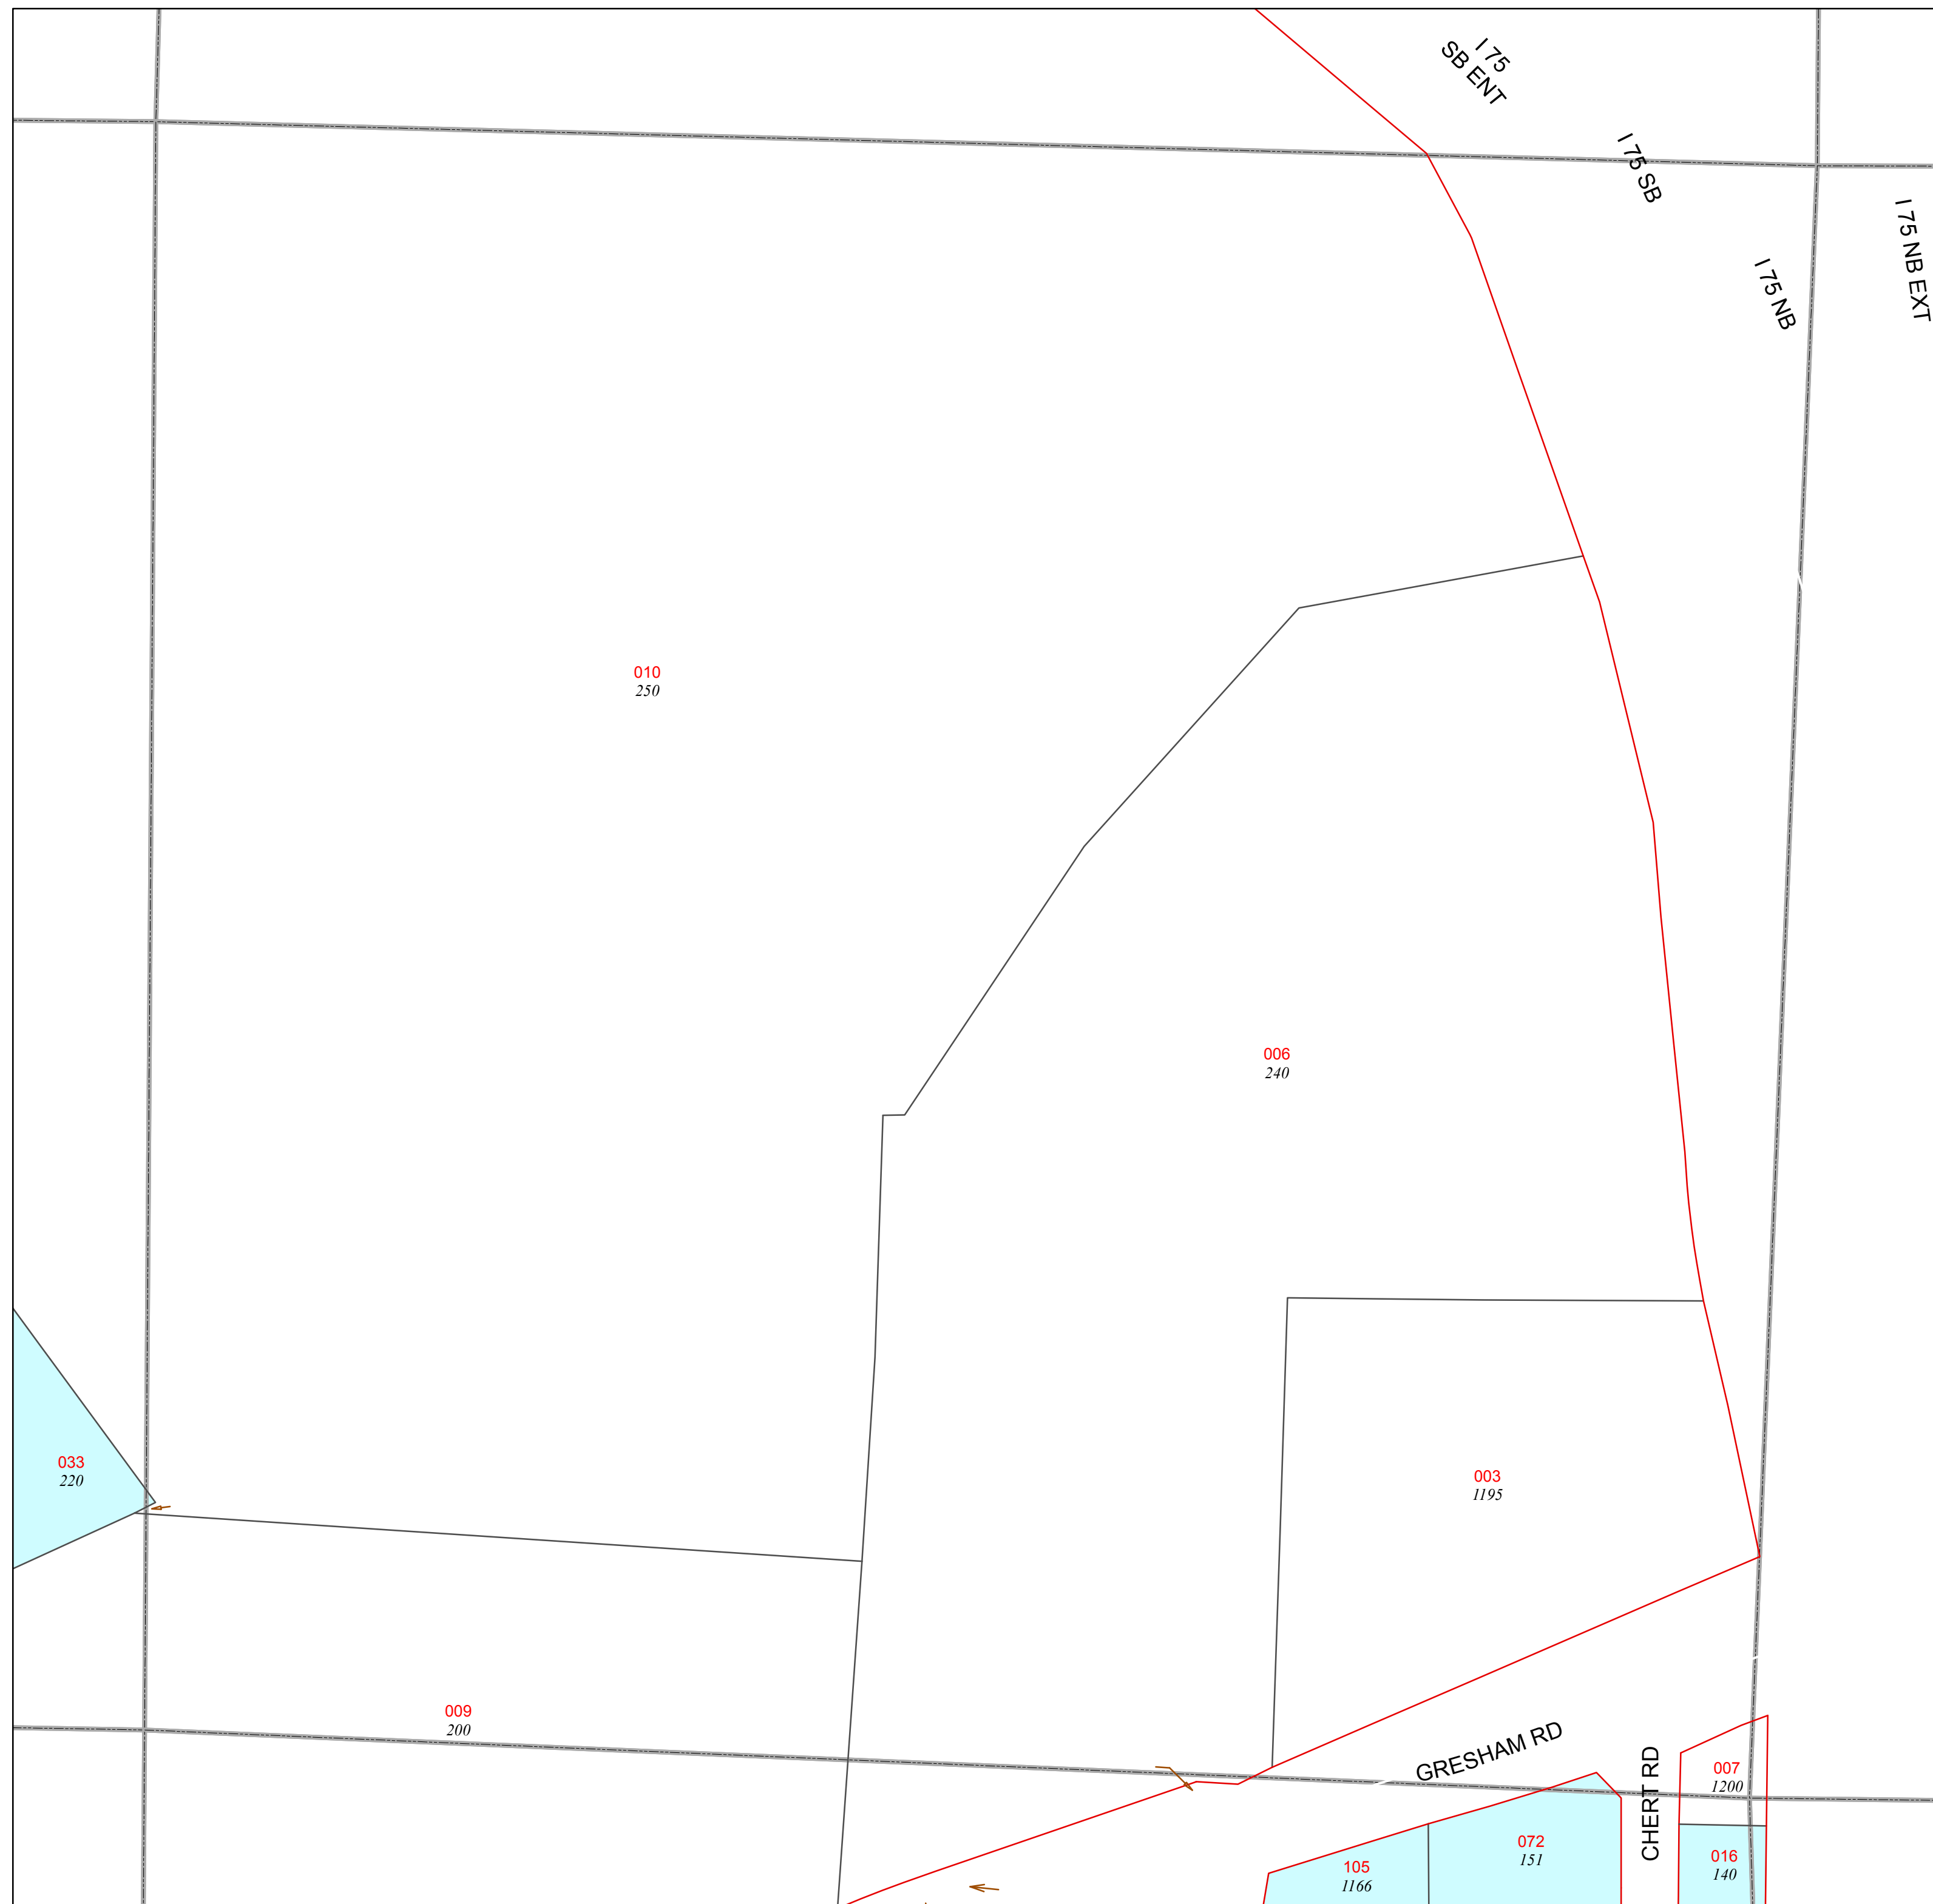 I 75
SB ENT
I 75 SB
I 75 NB
I 75 NB EXT
010
250
006
240
033
220
003
1195
009
200
GRESHAM RD
CHERT RD
007
1200
072
151
105
1166
016
140